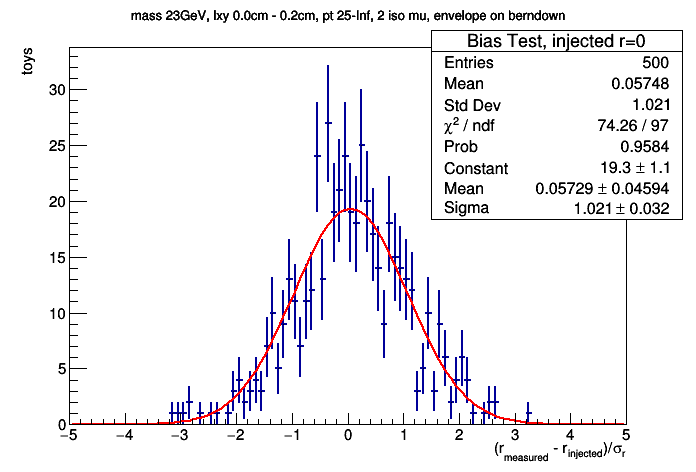 mass 23GeV, lxy 0.0cm - 0.2cm, pt 25-Inf, 2 iso mu, envelope on berndown
Bias Test, injected r=0
Entries 500
Mean 0.05748
Std Dev 1.021
χ² / ndf 74.26 / 97
Prob 0.9584
Constant 19.3 ± 1.1
Mean 0.05729 ± 0.04594
Sigma 1.021 ± 0.032
toys
30
25
20
15
10
5
0
−5 −4 −3 −2 −1 0 1 2 3 4 5
(r_measured - r_injected)/σ_r